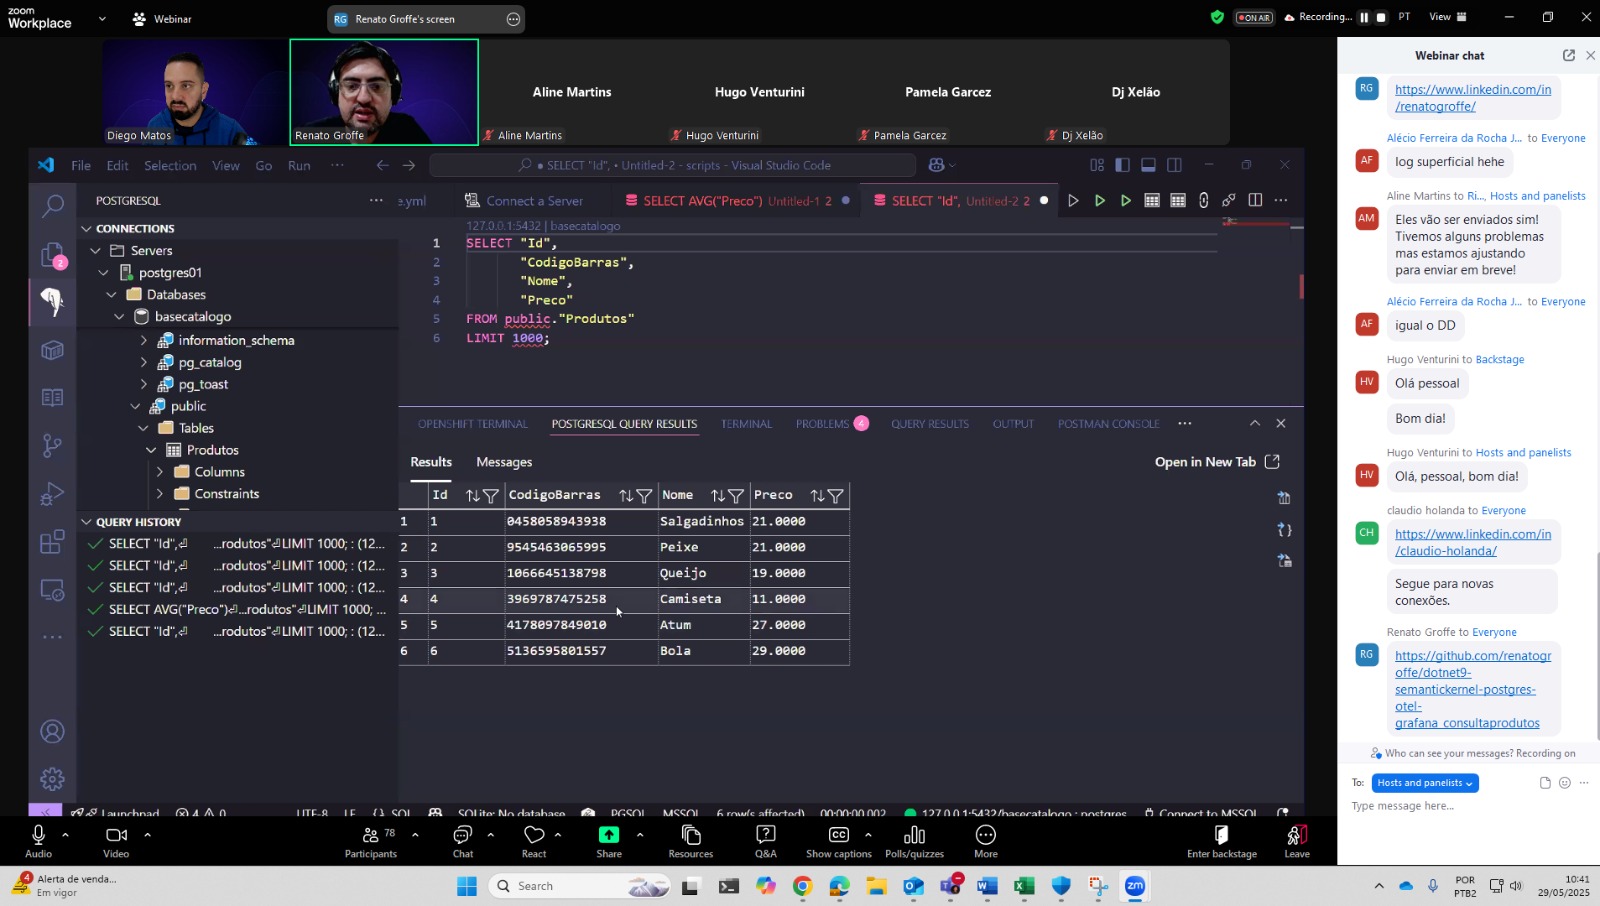 zoom
Workplace
Webinar
RG Renato Groffe's screen
ON AIR
Recording...
PT
View
Diego Matos
Renato Groffe
Aline Martins
Aline Martins
Hugo Venturini
Hugo Venturini
Pamela Garcez
Pamela Garcez
Dj Xelão
Dj Xelão
File Edit Selection View Go Run ...
SELECT "Id", • Untitled-2 - scripts - Visual Studio Code
POSTGRESQL
e.yml
Connect a Server
SELECT AVG("Preco") Untitled-1 2
SELECT "Id", Untitled-2 2
CONNECTIONS
Servers
postgres01
Databases
basecatalogo
information_schema
pg_catalog
pg_toast
public
Tables
Produtos
Columns
Constraints
127.0.0.1:5432 | basecatalogo
1 SELECT "Id",
2 "CodigoBarras",
3 "Nome",
4 "Preco"
5 FROM public."Produtos"
6 LIMIT 1000;
QUERY HISTORY
SELECT "Id",⏎ ...rodutos"⏎LIMIT 1000; : (12...
SELECT "Id",⏎ ...rodutos"⏎LIMIT 1000; : (12...
SELECT "Id",⏎ ...rodutos"⏎LIMIT 1000; : (12...
SELECT AVG("Preco")⏎...rodutos"⏎LIMIT 1000; ...
SELECT "Id",⏎ ...rodutos"⏎LIMIT 1000; : (12...
OPENSHIFT TERMINAL POSTGRESQL QUERY RESULTS TERMINAL PROBLEMS 4 QUERY RESULTS OUTPUT POSTMAN CONSOLE ...
Results Messages
Open in New Tab
Id CodigoBarras Nome Preco
1 1 0458058943938 Salgadinhos 21.0000
2 2 9545463065995 Peixe 21.0000
3 3 1066645138798 Queijo 19.0000
4 4 3969787475258 Camiseta 11.0000
5 5 4178097849010 Atum 27.0000
6 6 5136595801557 Bola 29.0000
2
Launchpad 4 0 UTF-8 LF {} SQL SQLite: No database PGSQL MSSQL 6 row(s affected) 00:00:00.002 127.0.0.1:5432/basecatalogo : postgres Connect to MSSQL
Webinar chat
RG
https://www.linkedin.com/in
/renatogroffe/
Alécio Ferreira da Rocha J... to Everyone
AF
log superficial hehe
Aline Martins to Ri..., Hosts and panelists
AM
Eles vão ser enviados sim!
Tivemos alguns problemas
mas estamos ajustando
para enviar em breve!
Alécio Ferreira da Rocha J... to Everyone
AF
igual o DD
Hugo Venturini to Backstage
HV
Olá pessoal
Bom dia!
Hugo Venturini to Hosts and panelists
HV
Olá, pessoal, bom dia!
claudio holanda to Everyone
CH
https://www.linkedin.com/in
/claudio-holanda/
Segue para novas
conexões.
Renato Groffe to Everyone
RG
https://github.com/renatogr
offe/dotnet9-
semantickernel-postgres-
otel-
grafana_consultaprodutos
Who can see your messages? Recording on
To: Hosts and panelists
Type message here...
Audio
Video
78
Participants
Chat
React
Share
Resources
Q&A
CC
Show captions
Polls/quizzes
More
Enter backstage
Leave
4
Alerta de venda...
Em vigor
Search
zm
POR
PTB2
10:41
29/05/2025